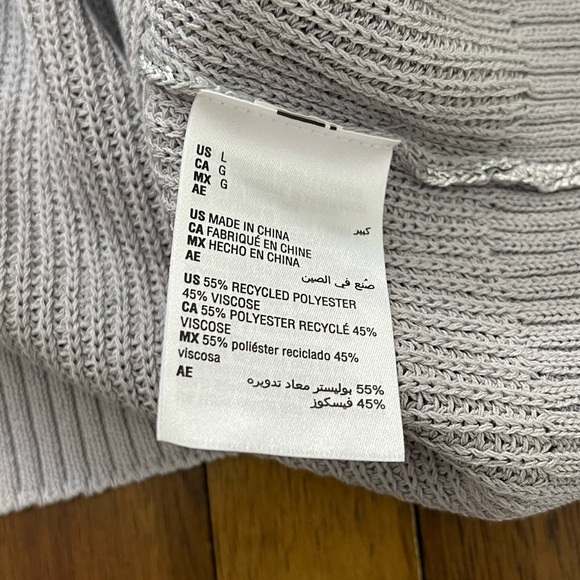 US L
CA G
MX G
AE
كبير
US MADE IN CHINA
CA FABRIQUÉ EN CHINE
MX HECHO EN CHINA
AE
صُنع في الصين
US 55% RECYCLED POLYESTER
45% VISCOSE
CA 55% POLYESTER RECYCLÉ 45%
VISCOSE
MX 55% poliéster reciclado 45%
viscosa
AE
55% بوليستر معاد تدويره
45% فيسكوز